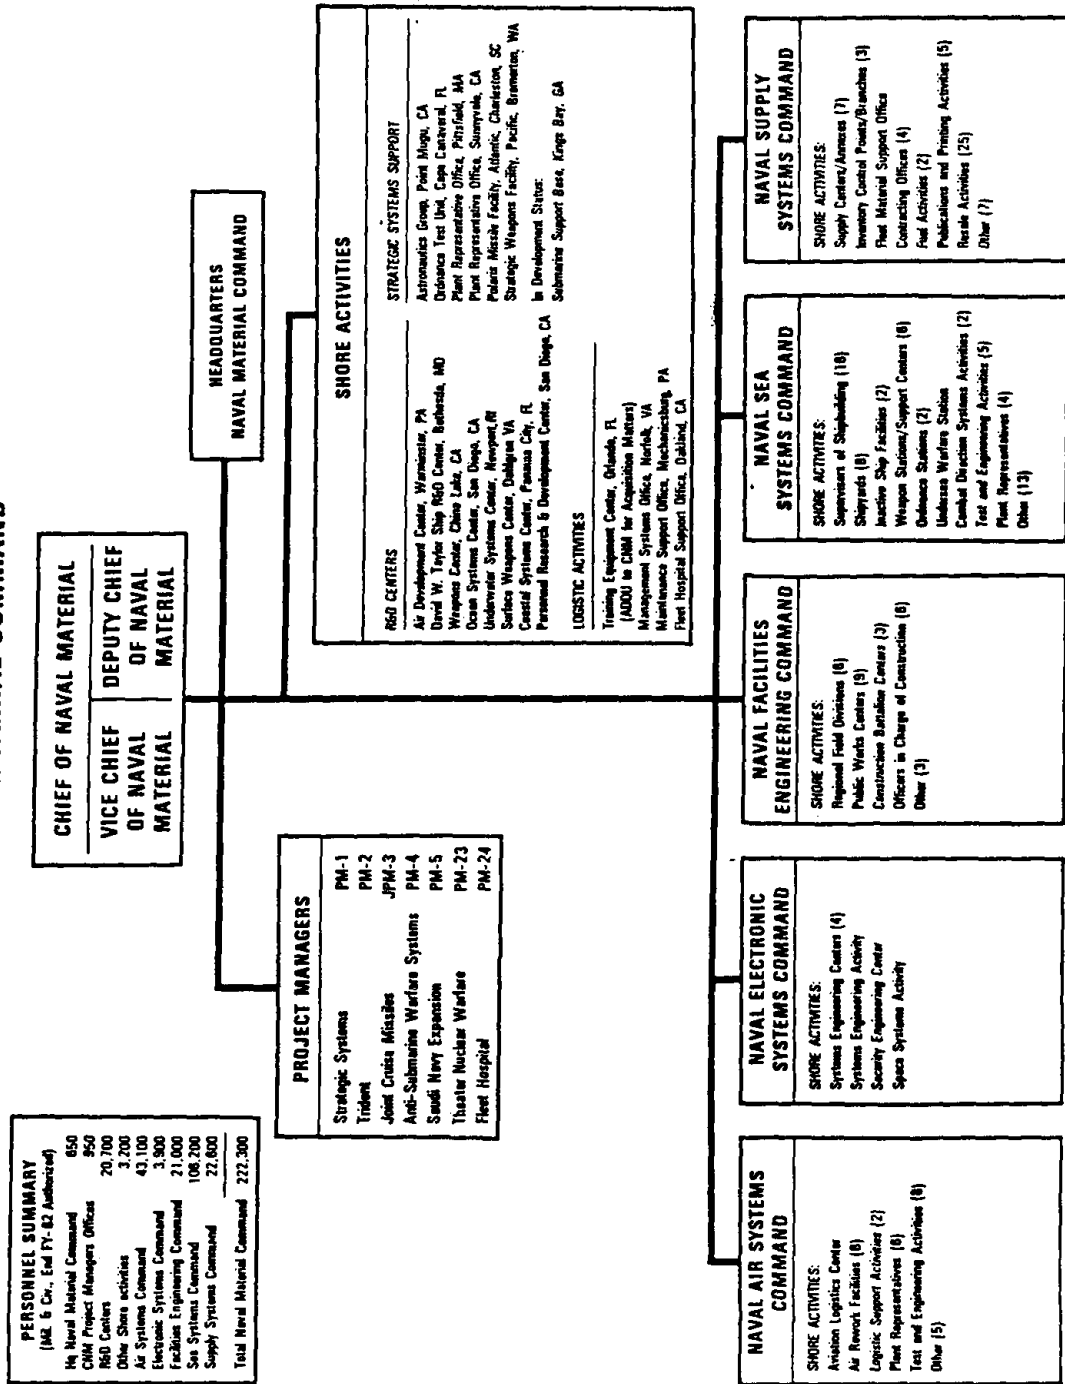 PERSONNEL SUMMARY
(Mil. & Civ., End FY-82 Authorized)
Hq Naval Material Command 650
CNM Project Managers Offices 950
R&D Centers 20,700
Other Shore activities 3,200
Air Systems Command 43,100
Electronic Systems Command 3,900
Facilities Engineering Command 21,000
Sea Systems Command 106,200
Supply Systems Command 22,600
Total Naval Material Command 222,300
CHIEF OF NAVAL MATERIAL
VICE CHIEF
OF NAVAL
MATERIAL
DEPUTY CHIEF
OF NAVAL
MATERIAL
HEADQUARTERS
NAVAL MATERIAL COMMAND
PROJECT MANAGERS
Strategic Systems PM-1
Trident PM-2
Joint Cruise Missiles JPM-3
Anti-Submarine Warfare Systems PM-4
Saudi Navy Expansion PM-5
Theater Nuclear Warfare PM-23
Fleet Hospital PM-24
SHORE ACTIVITIES
R&D CENTERS
Air Development Center, Warminster, PA
David W. Taylor Ship R&D Center, Bethesda, MD
Weapons Center, China Lake, CA
Ocean Systems Center, San Diego, CA
Underwater Systems Center, Newport, RI
Surface Weapons Center, Dahlgren VA
Coastal Systems Center, Panama City, FL
Personnel Research & Development Center, San Diego, CA
LOGISTIC ACTIVITIES
Training Equipment Center, Orlando, FL
(ADDU to CNM for Acquisition Matters)
Management Systems Office, Norfolk, VA
Maintenance Support Office, Mechanicsburg, PA
Fleet Hospital Support Office, Oakland, CA
STRATEGIC SYSTEMS SUPPORT
Astronautics Group, Point Mugu, CA
Ordnance Test Unit, Cape Canaveral, FL
Plant Representative Office, Pittsfield, MA
Plant Representative Office, Sunnyvale, CA
Polaris Missile Facility, Atlantic, Charleston, SC
Strategic Weapons Facility, Pacific, Bremerton, WA
In Development Status:
Submarine Support Base, Kings Bay, GA
NAVAL AIR SYSTEMS
COMMAND
SHORE ACTIVITIES:
Aviation Logistics Center
Air Rework Facilities (6)
Logistic Support Activities (2)
Plant Representatives (8)
Test and Engineering Activities (8)
Other (5)
NAVAL ELECTRONIC
SYSTEMS COMMAND
SHORE ACTIVITIES:
Systems Engineering Centers (4)
Systems Engineering Activity
Security Engineering Center
Space Systems Activity
NAVAL FACILITIES
ENGINEERING COMMAND
SHORE ACTIVITIES:
Regional Field Divisions (6)
Public Works Centers (9)
Construction Battalion Centers (3)
Officers in Charge of Construction (6)
Other (3)
NAVAL SEA
SYSTEMS COMMAND
SHORE ACTIVITIES:
Supervisors of Shipbuilding (16)
Shipyards (8)
Inactive Ship Facilities (2)
Weapon Stations/Support Centers (6)
Ordnance Stations (2)
Undersea Warfare Station
Combat Direction Systems Activities (2)
Test and Engineering Activities (5)
Plant Representatives (4)
Other (13)
NAVAL SUPPLY
SYSTEMS COMMAND
SHORE ACTIVITIES:
Supply Centers/Annexes (7)
Inventory Control Points/Branches (3)
Fleet Material Support Office
Contracting Offices (4)
Fuel Activities (2)
Publications and Printing Activities (5)
Resale Activities (25)
Other (7)